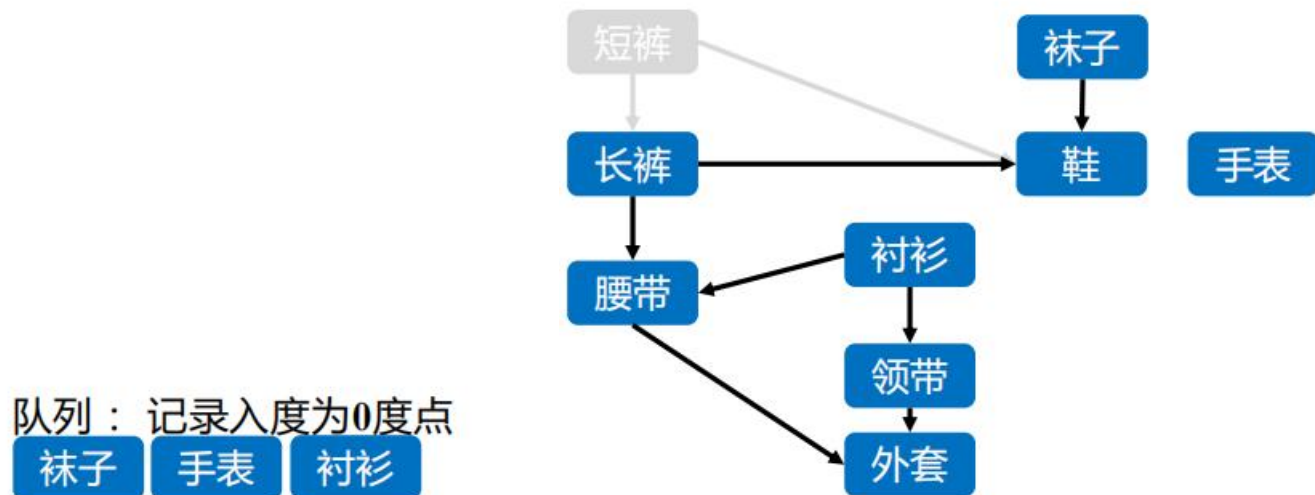 短裤
袜子
长裤
鞋
手表
衬衫
腰带
领带
外套
队列： 记录入度为0度点
袜子 手表 衬衫